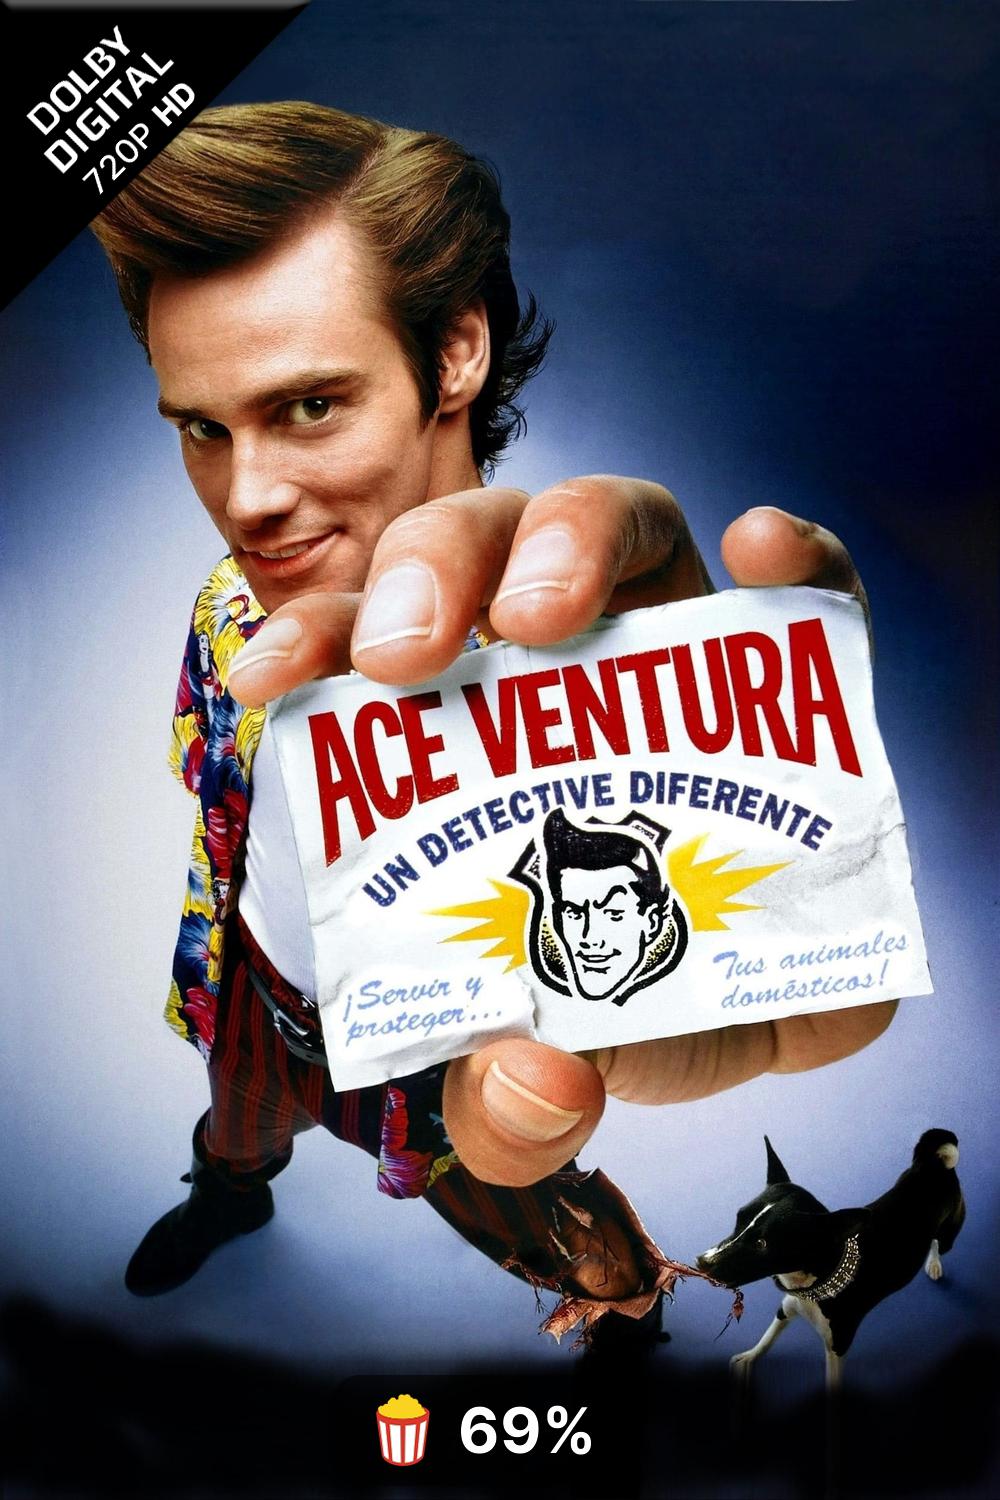 DOLBY
DIGITAL
720P HD
ACE VENTURA
UN DETECTIVE DIFERENTE
¡Servir y
proteger...
Tus animales
domésticos!
69%